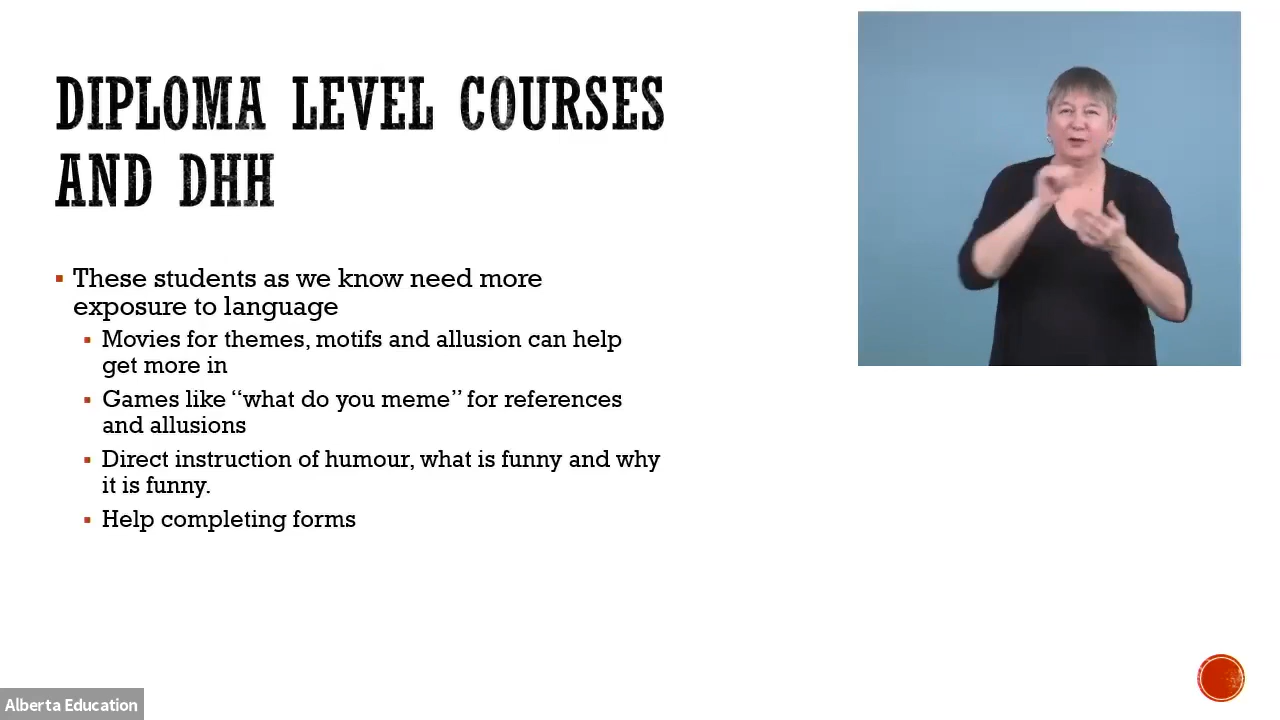 DIPLOMA LEVEL COURSES
AND DHH
These students as we know need more
exposure to language
Movies for themes, motifs and allusion can help
get more in
Games like “what do you meme” for references
and allusions
Direct instruction of humour, what is funny and why
it is funny.
Help completing forms
Alberta Education